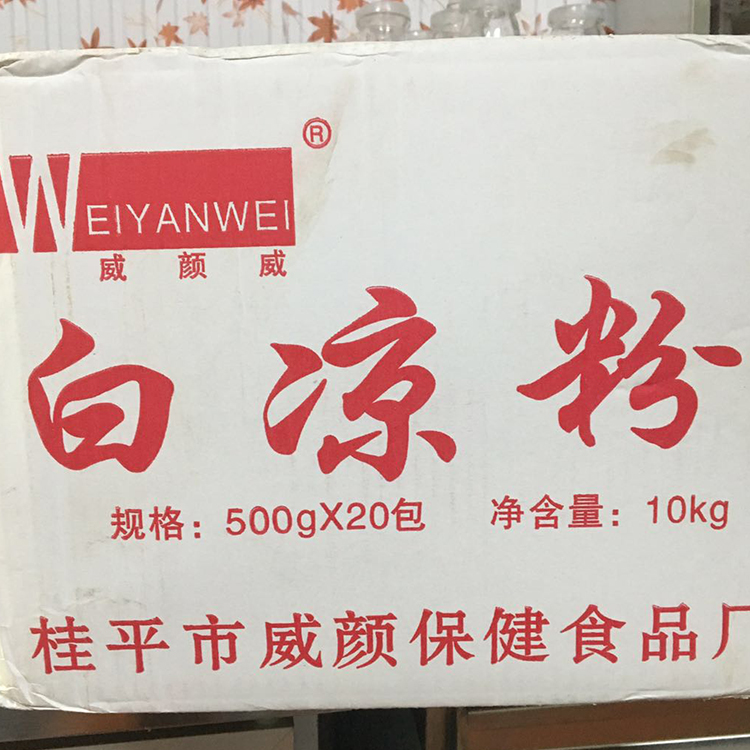 ®
WEIYANWEI
威颜威
白凉粉
规格：500gX20包 净含量：10kg
桂平市威颜保健食品厂